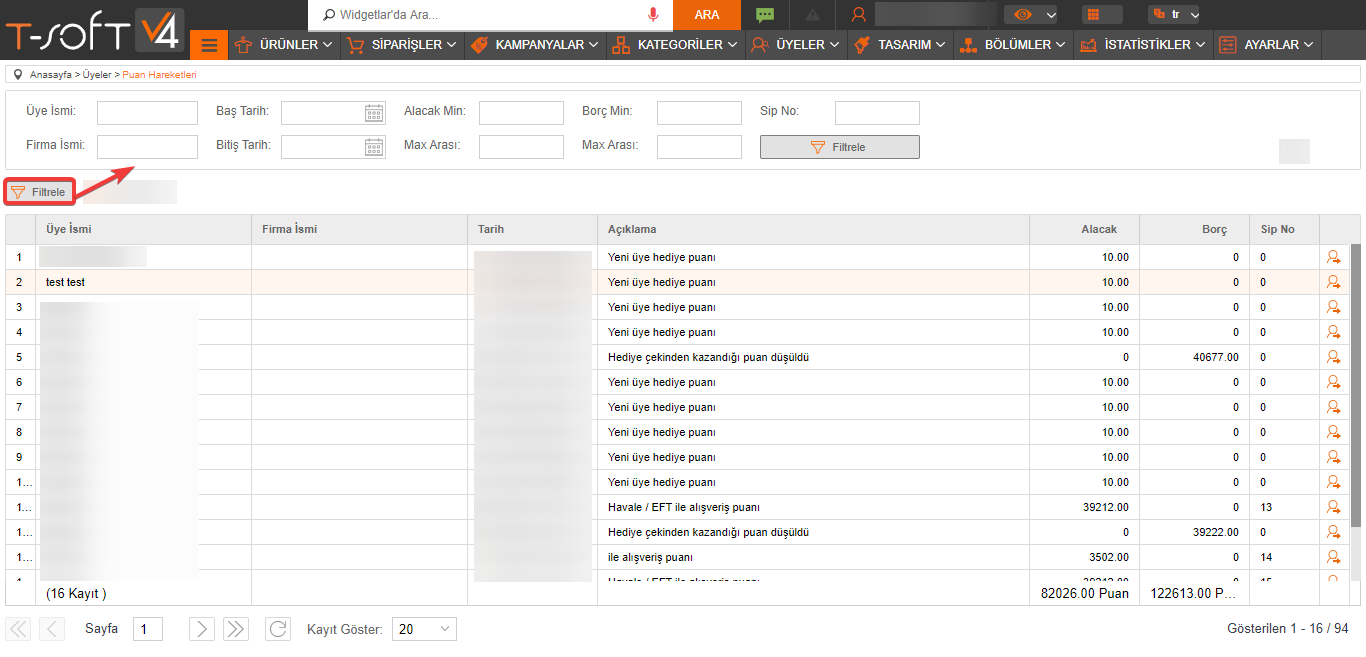 T-SOFT V4
Widgetlar'da Ara...
ARA
tr
ÜRÜNLER
SİPARİŞLER
KAMPANYALAR
KATEGORİLER
ÜYELER
TASARIM
BÖLÜMLER
İSTATİSTİKLER
AYARLAR
Anasayfa > Üyeler > Puan Hareketleri
Üye İsmi: Baş Tarih: Alacak Min: Borç Min: Sip No:
Firma İsmi: Bitiş Tarih: Max Arası: Max Arası: Filtrele
Filtrele
Üye İsmi Firma İsmi Tarih Açıklama Alacak Borç Sip No
1 Yeni üye hediye puanı 10.00 0 0
2 test test Yeni üye hediye puanı 10.00 0 0
3 Yeni üye hediye puanı 10.00 0 0
4 Yeni üye hediye puanı 10.00 0 0
5 Hediye çekinden kazandığı puan düşüldü 0 40677.00 0
6 Yeni üye hediye puanı 10.00 0 0
7 Yeni üye hediye puanı 10.00 0 0
8 Yeni üye hediye puanı 10.00 0 0
9 Yeni üye hediye puanı 10.00 0 0
1... Yeni üye hediye puanı 10.00 0 0
1... Havale / EFT ile alışveriş puanı 39212.00 0 13
1... Hediye çekinden kazandığı puan düşüldü 0 39222.00 0
1... ile alışveriş puanı 3502.00 0 14
(16 Kayıt ) 82026.00 Puan 122613.00 P...
Sayfa 1 Kayıt Göster: 20 Gösterilen 1 - 16 / 94